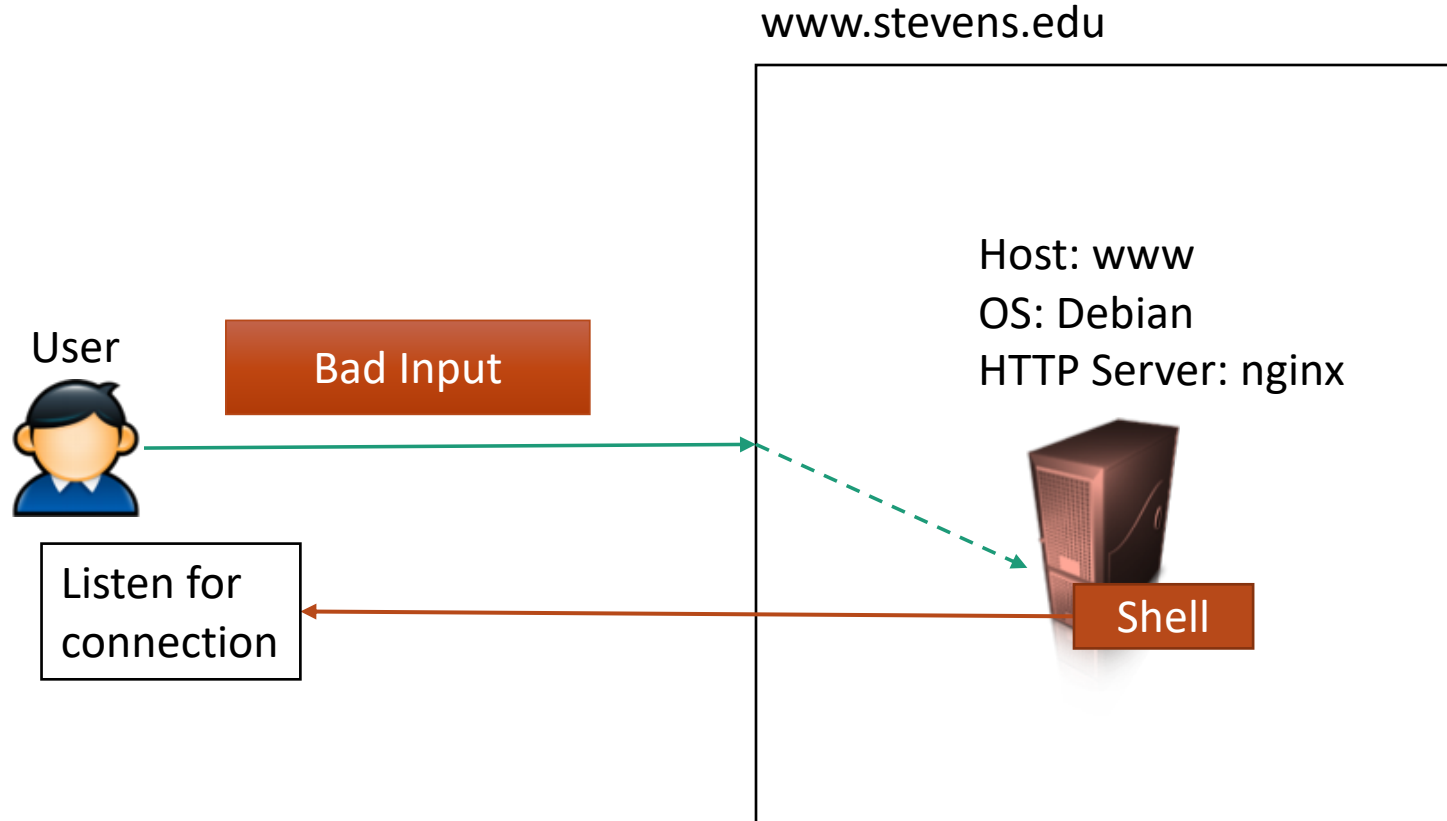 www.stevens.edu
Host: www
OS: Debian
HTTP Server: nginx
User
Bad Input
Listen for
connection
Shell